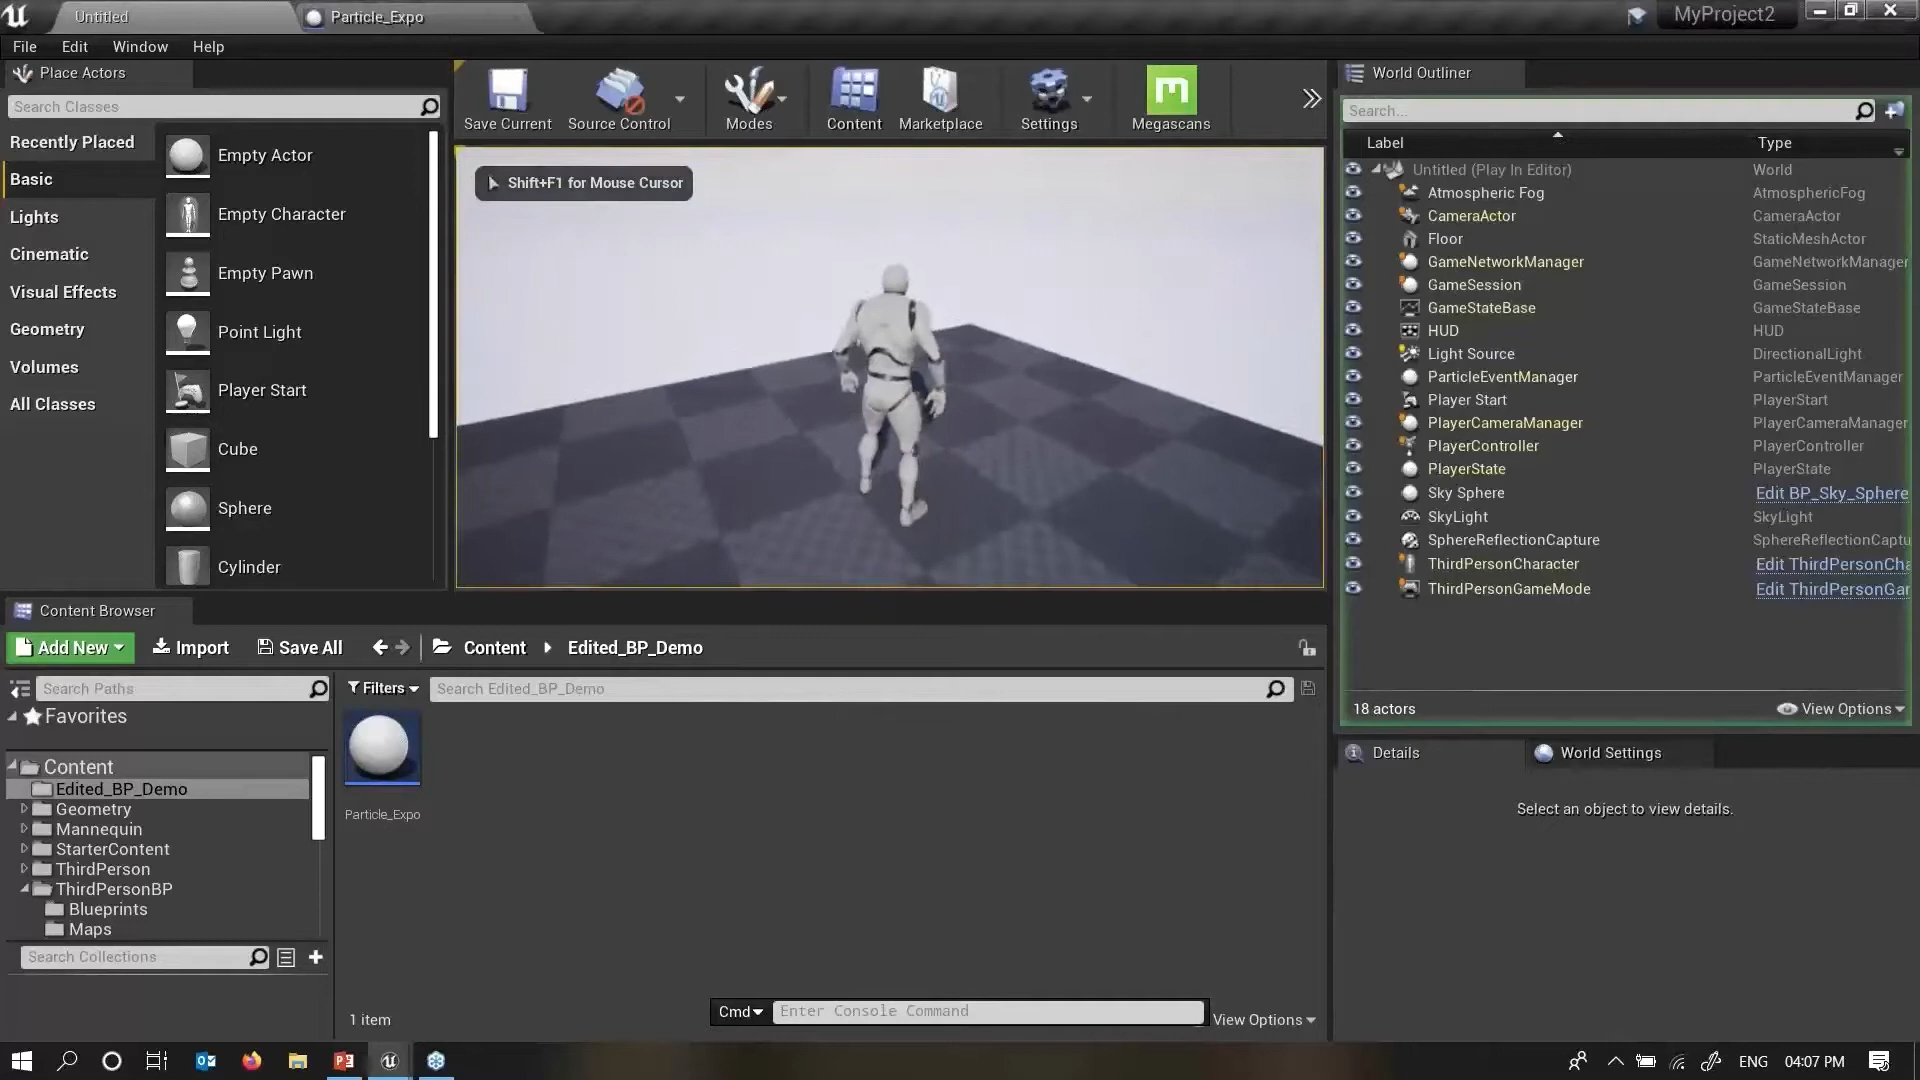 Untitled
Particle_Expo
MyProject2
File Edit Window Help
Place Actors
Search Classes
Recently Placed
Basic
Lights
Cinematic
Visual Effects
Geometry
Volumes
All Classes
Empty Actor
Empty Character
Empty Pawn
Point Light
Player Start
Cube
Sphere
Cylinder
Save Current
Source Control
Modes
Content
Marketplace
Settings
Megascans
Shift+F1 for Mouse Cursor
World Outliner
Search...
Label Type
Untitled (Play In Editor) World
Atmospheric Fog AtmosphericFog
CameraActor CameraActor
Floor StaticMeshActor
GameNetworkManager GameNetworkManager
GameSession GameSession
GameStateBase GameStateBase
HUD HUD
Light Source DirectionalLight
ParticleEventManager ParticleEventManager
Player Start PlayerStart
PlayerCameraManager PlayerCameraManager
PlayerController PlayerController
PlayerState PlayerState
Sky Sphere Edit BP_Sky_Sphere
SkyLight SkyLight
SphereReflectionCapture SphereReflectionCaptu
ThirdPersonCharacter Edit ThirdPersonCha
ThirdPersonGameMode Edit ThirdPersonGar
18 actors
View Options
Details
World Settings
Select an object to view details.
Content Browser
Add New
Import
Save All
Content
Edited_BP_Demo
Search Paths
Filters
Search Edited_BP_Demo
Favorites
Content
Edited_BP_Demo
Geometry
Mannequin
StarterContent
ThirdPerson
ThirdPersonBP
Blueprints
Maps
Search Collections
Particle_Expo
1 item
Cmd
Enter Console Command
View Options
ENG
04:07 PM